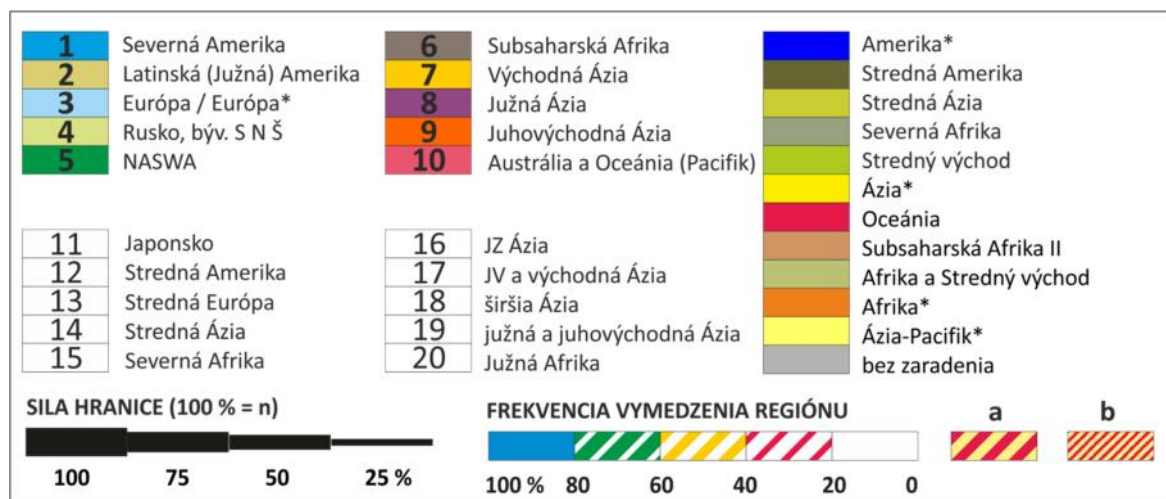 1 Severná Amerika
2 Latinská (Južná) Amerika
3 Európa / Európa*
4 Rusko, býv. S N Š
5 NASWA
6 Subsaharská Afrika
7 Východná Ázia
8 Južná Ázia
9 Juhovýchodná Ázia
10 Austrália a Oceánia (Pacifik)
Amerika*
Stredná Amerika
Stredná Ázia
Severná Afrika
Stredný východ
Ázia*
Oceánia
Subsaharská Afrika II
Afrika a Stredný východ
Afrika*
Ázia-Pacifik*
bez zaradenia
11 Japonsko
12 Stredná Amerika
13 Stredná Európa
14 Stredná Ázia
15 Severná Afrika
16 JZ Ázia
17 JV a východná Ázia
18 širšia Ázia
19 južná a juhovýchodná Ázia
20 Južná Afrika
SILA HRANICE (100 % = n)
100 75 50 25 %
FREKVENCIA VYMEDZENIA REGIÓNU
100 % 80 60 40 20 0
a b